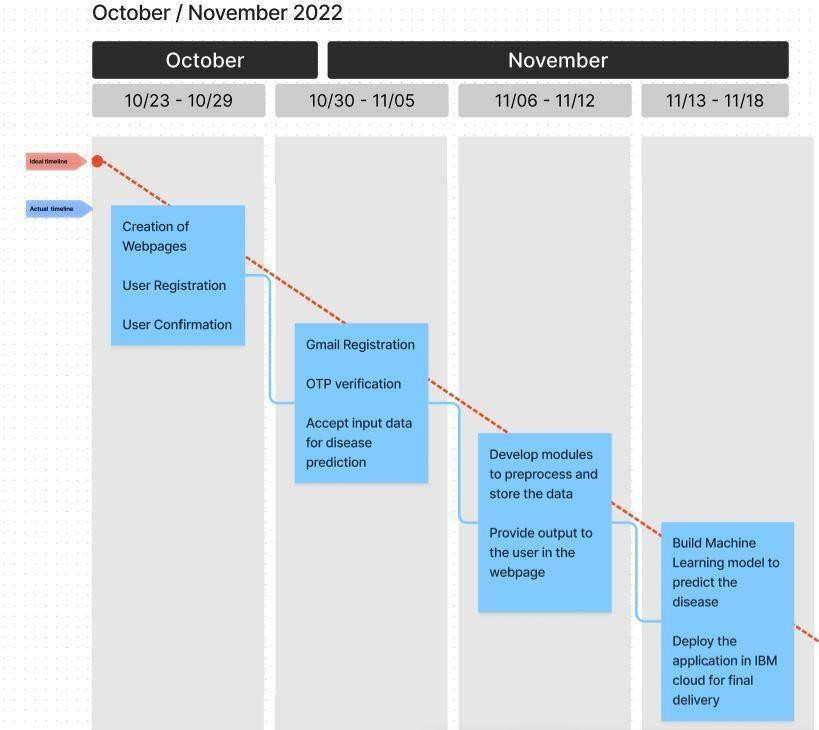 October / November 2022
October
November
10/23 - 10/29
10/30 - 11/05
11/06 - 11/12
11/13 - 11/18
Ideal timeline
Actual timeline
Creation of
Webpages
User Registration
User Confirmation
Gmail Registration
OTP verification
Accept input data
for disease
prediction
Develop modules
to preprocess and
store the data
Provide output to
the user in the
webpage
Build Machine
Learning model to
predict the
disease
Deploy the
application in IBM
cloud for final
delivery